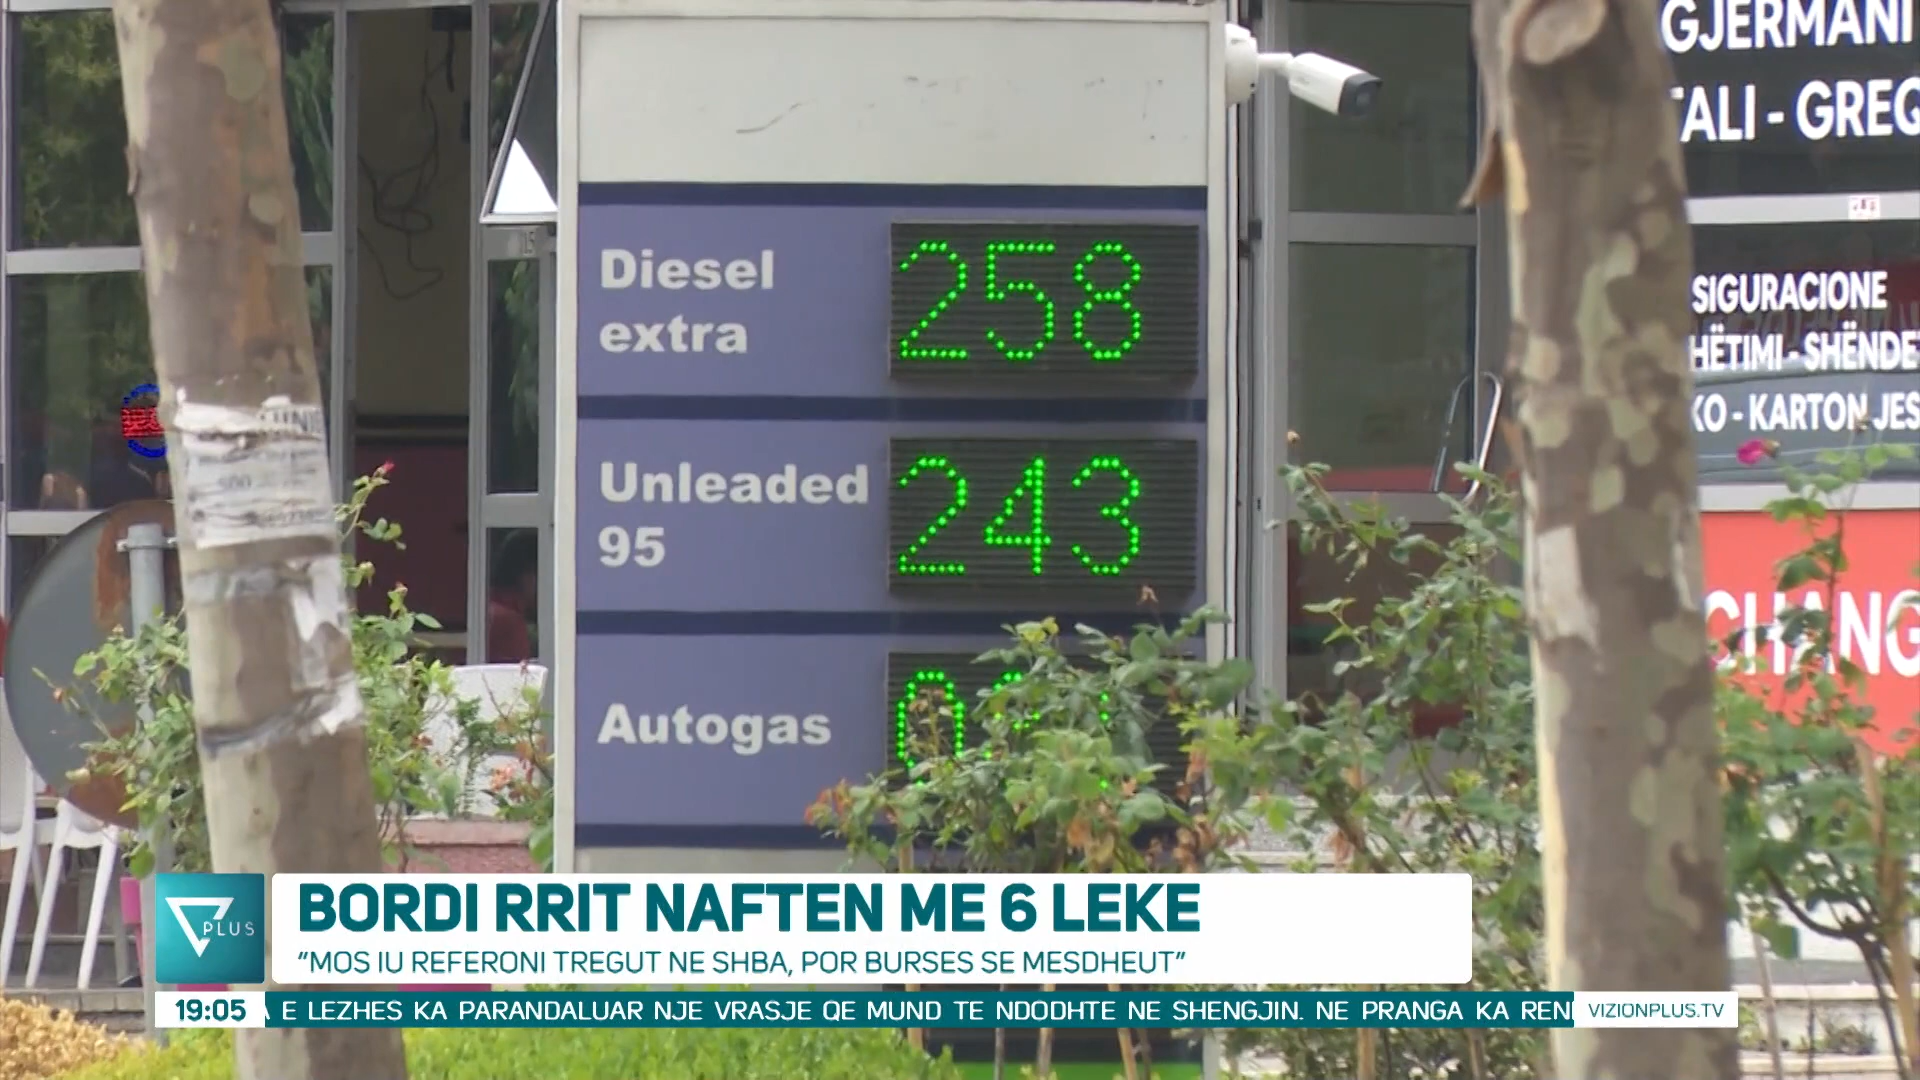 GJERMANI
TALI - GREQ
Diesel
extra
258
SIGURACIONE
HËTIMI - SHËNDE
KO - KARTON JES
Unleaded
95
243
500
CHANG
Autogas
BORDI RRIT NAFTEN ME 6 LEKE
PLUS
"MOS IU REFERONI TREGUT NE SHBA, POR BURSES SE MESDHEUT"
19:05 A E LEZHES KA PARANDALUAR NJE VRASJE QE MUND TE NDODHTE NE SHENGJIN. NE PRANGA KA REN VIZIONPLUS.TV